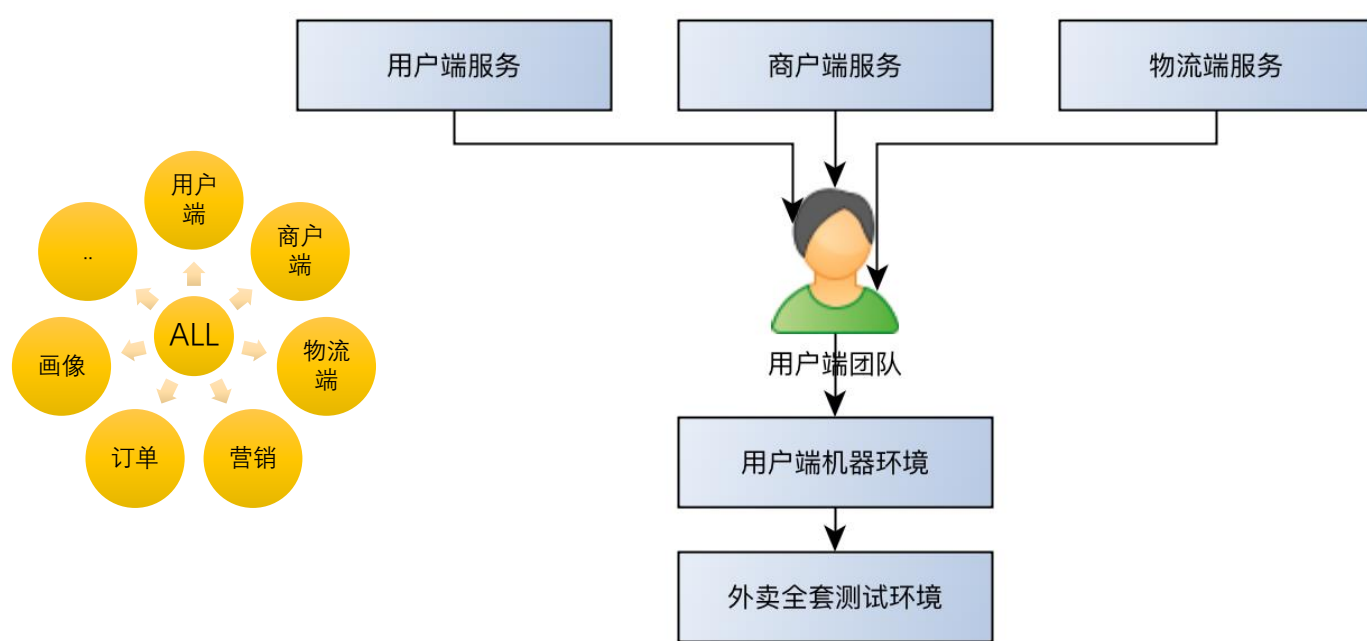 用户端服务
商户端服务
物流端服务
用户
端
商户
端
..
ALL
物流
端
画像
订单
营销
用户端团队
用户端机器环境
外卖全套测试环境